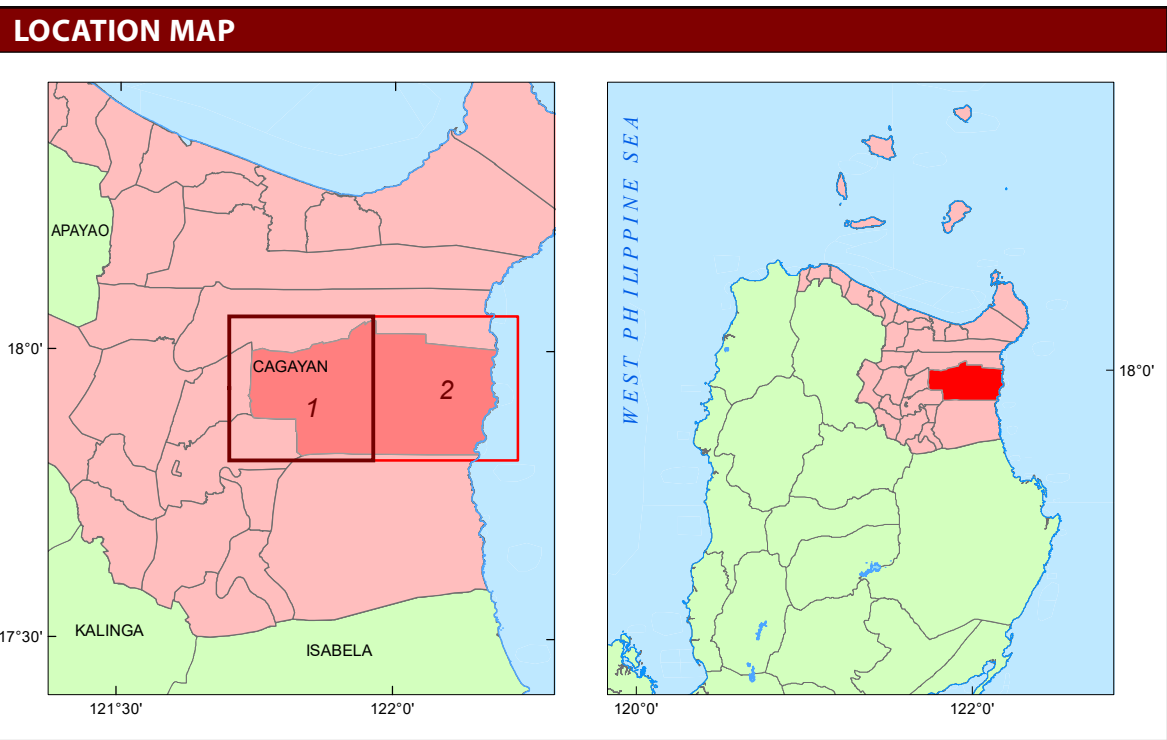 LOCATION MAP
APAYAO
18°0'
CAGAYAN
1
2
17°30'
KALINGA
ISABELA
121°30'
122°0'
WEST PHILIPPINE SEA
18°0'
120°0'
122°0'